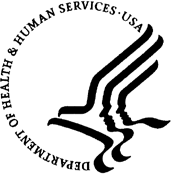 DEPARTMENT OF HEALTH & HUMAN SERVICES · USA